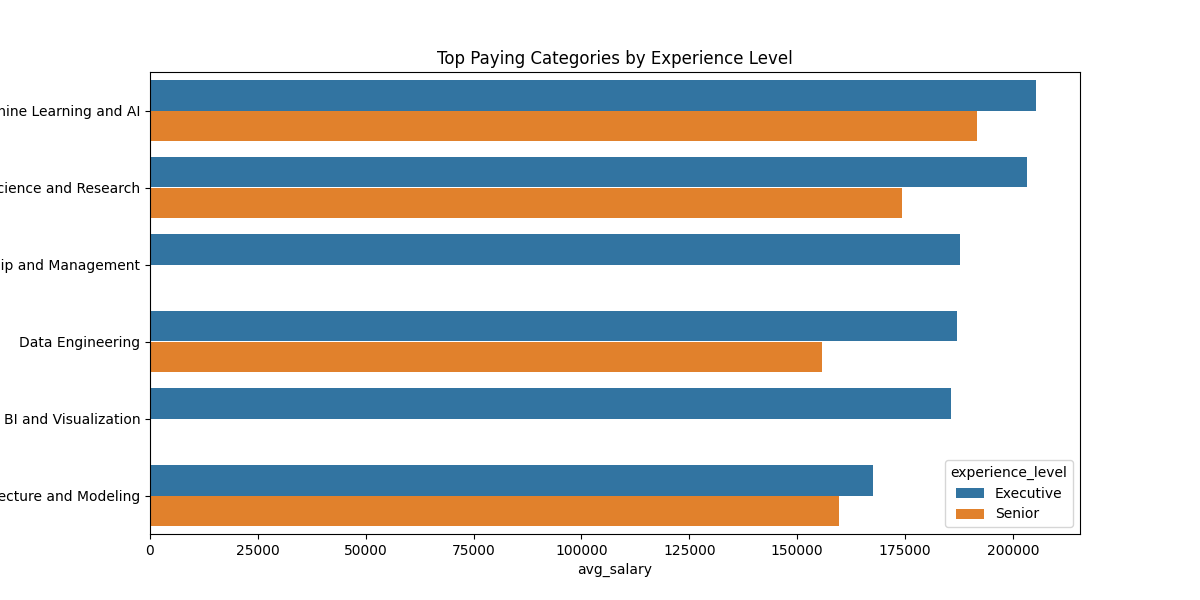 Top Paying Categories by Experience Level
hine Learning and AI
cience and Research
ip and Management
Data Engineering
BI and Visualization
ecture and Modeling
experience_level
Executive
Senior
0 25000 50000 75000 100000 125000 150000 175000 200000
avg_salary